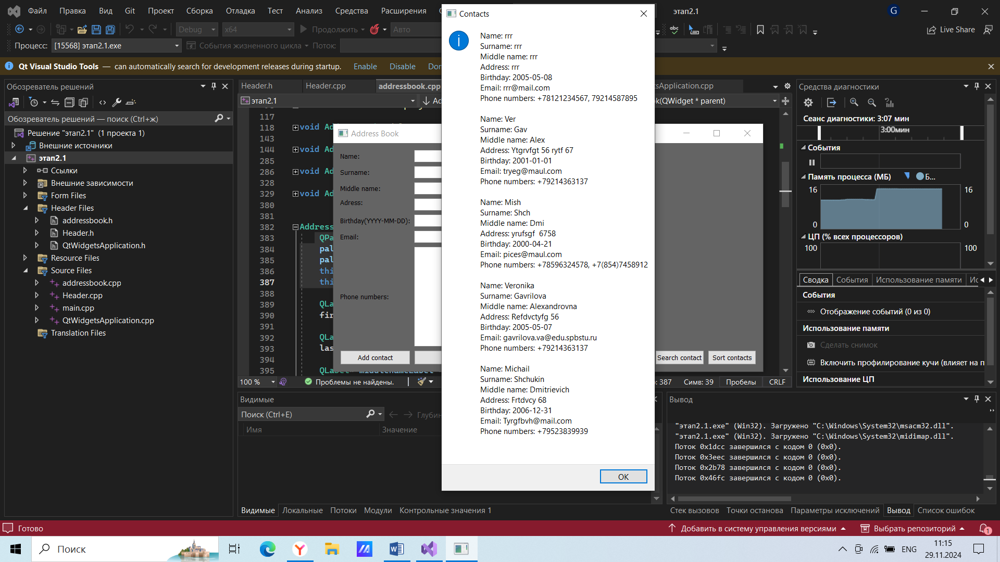 Файл Правка Вид Git Проект Сборка Отладка Тест Анализ Средства Расширения
этап2.1
G
Debug x64 Продолжить Авто
abc
Live Share
Процесс: [15568] этап2.1.exe События жизненного цикла Поток:
Qt Visual Studio Tools — can automatically search for development releases during startup. Enable Disable Don
Обозреватель решений
Обозреватель решений — поиск (Ctrl+ж)
Решение "этап2.1" (1 проекта 1)
Внешние источники
этап2.1
Ссылки
Внешние зависимости
Form Files
Header Files
addressbook.h
Header.h
QtWidgetsApplication.h
Resource Files
Source Files
addressbook.cpp
Header.cpp
main.cpp
QtWidgetsApplication.cpp
Translation Files
Header.h Header.cpp addressbook.cpp sApplication.cpp
этап2.1 Ad k(QWidget * parent)
117
118 void Ad
143
144 void Ad
285
286 void Ad
328
329 void Ad
380
381
382 Address
383 QPa
384 pal
385 pal
386 thi
387 thi
388
389 QLa
390 fir
391
392 QLa
393 las
394
395 QLabel* middleNameLabel
100 % Проблемы не найдены. : 387 Симв: 39 Пробелы CRLF
Address Book
Name:
Surname:
Middle name:
Adress:
Birthday(YYYY-MM-DD):
Email:
Phone numbers:
Add contact Search contact Sort contacts
Contacts
Name: rrr
Surname: rrr
Middle name: rrr
Address: rrr
Birthday: 2005-05-08
Email: rrr@mail.com
Phone numbers: +78121234567, 79214587895
Name: Ver
Surname: Gav
Middle name: Alex
Address: Ytgrvfgt 56 rytf 67
Birthday: 2001-01-01
Email: tryeg@maul.com
Phone numbers: +79214363137
Name: Mish
Surname: Shch
Middle name: Dmi
Address: yrufsgf 6758
Birthday: 2000-04-21
Email: pices@maul.com
Phone numbers: +78596324578, +7(854)7458912
Name: Veronika
Surname: Gavrilova
Middle name: Alexandrovna
Address: Refdvctyfg 56
Birthday: 2005-05-07
Email: gavrilova.va@edu.spbstu.ru
Phone numbers: +79214363137
Name: Michail
Surname: Shchukin
Middle name: Dmitrievich
Address: Frtdvcy 68
Birthday: 2006-12-31
Email: Tyrgfbvh@mail.com
Phone numbers: +79523839939
OK
Средства диагностики
Сеанс диагностики: 3:07 мин
3:00мин
События
Память процесса (МБ) Б...
16 16
0 0
ЦП (% всех процессоров)
100 100
Сводка События Использование памяти Ис
События
Отображение событий (0 из 0)
Использование памяти
Сделать снимок
Включить профилирование кучи (влияет на п
Использование ЦП
Видимые
Поиск (Ctrl+E) Глубин
Имя Значение
Видимые Локальные Потоки Модули Контрольные значения 1
Вывод
"этап2.1.exe" (Win32). Загружено "C:\Windows\System32\msacm32.dll".
"этап2.1.exe" (Win32). Загружено "C:\Windows\System32\midimap.dll".
Поток 0x1dcc завершился с кодом 0 (0x0).
Поток 0x3eec завершился с кодом 0 (0x0).
Поток 0x2b78 завершился с кодом 0 (0x0).
Поток 0x46fc завершился с кодом 0 (0x0).
Стек вызовов Точки останова Параметры исключений Вывод Список ошибок
Готово Добавить в систему управления версиями Выбрать репозиторий 1
Поиск
ENG
11:15
29.11.2024